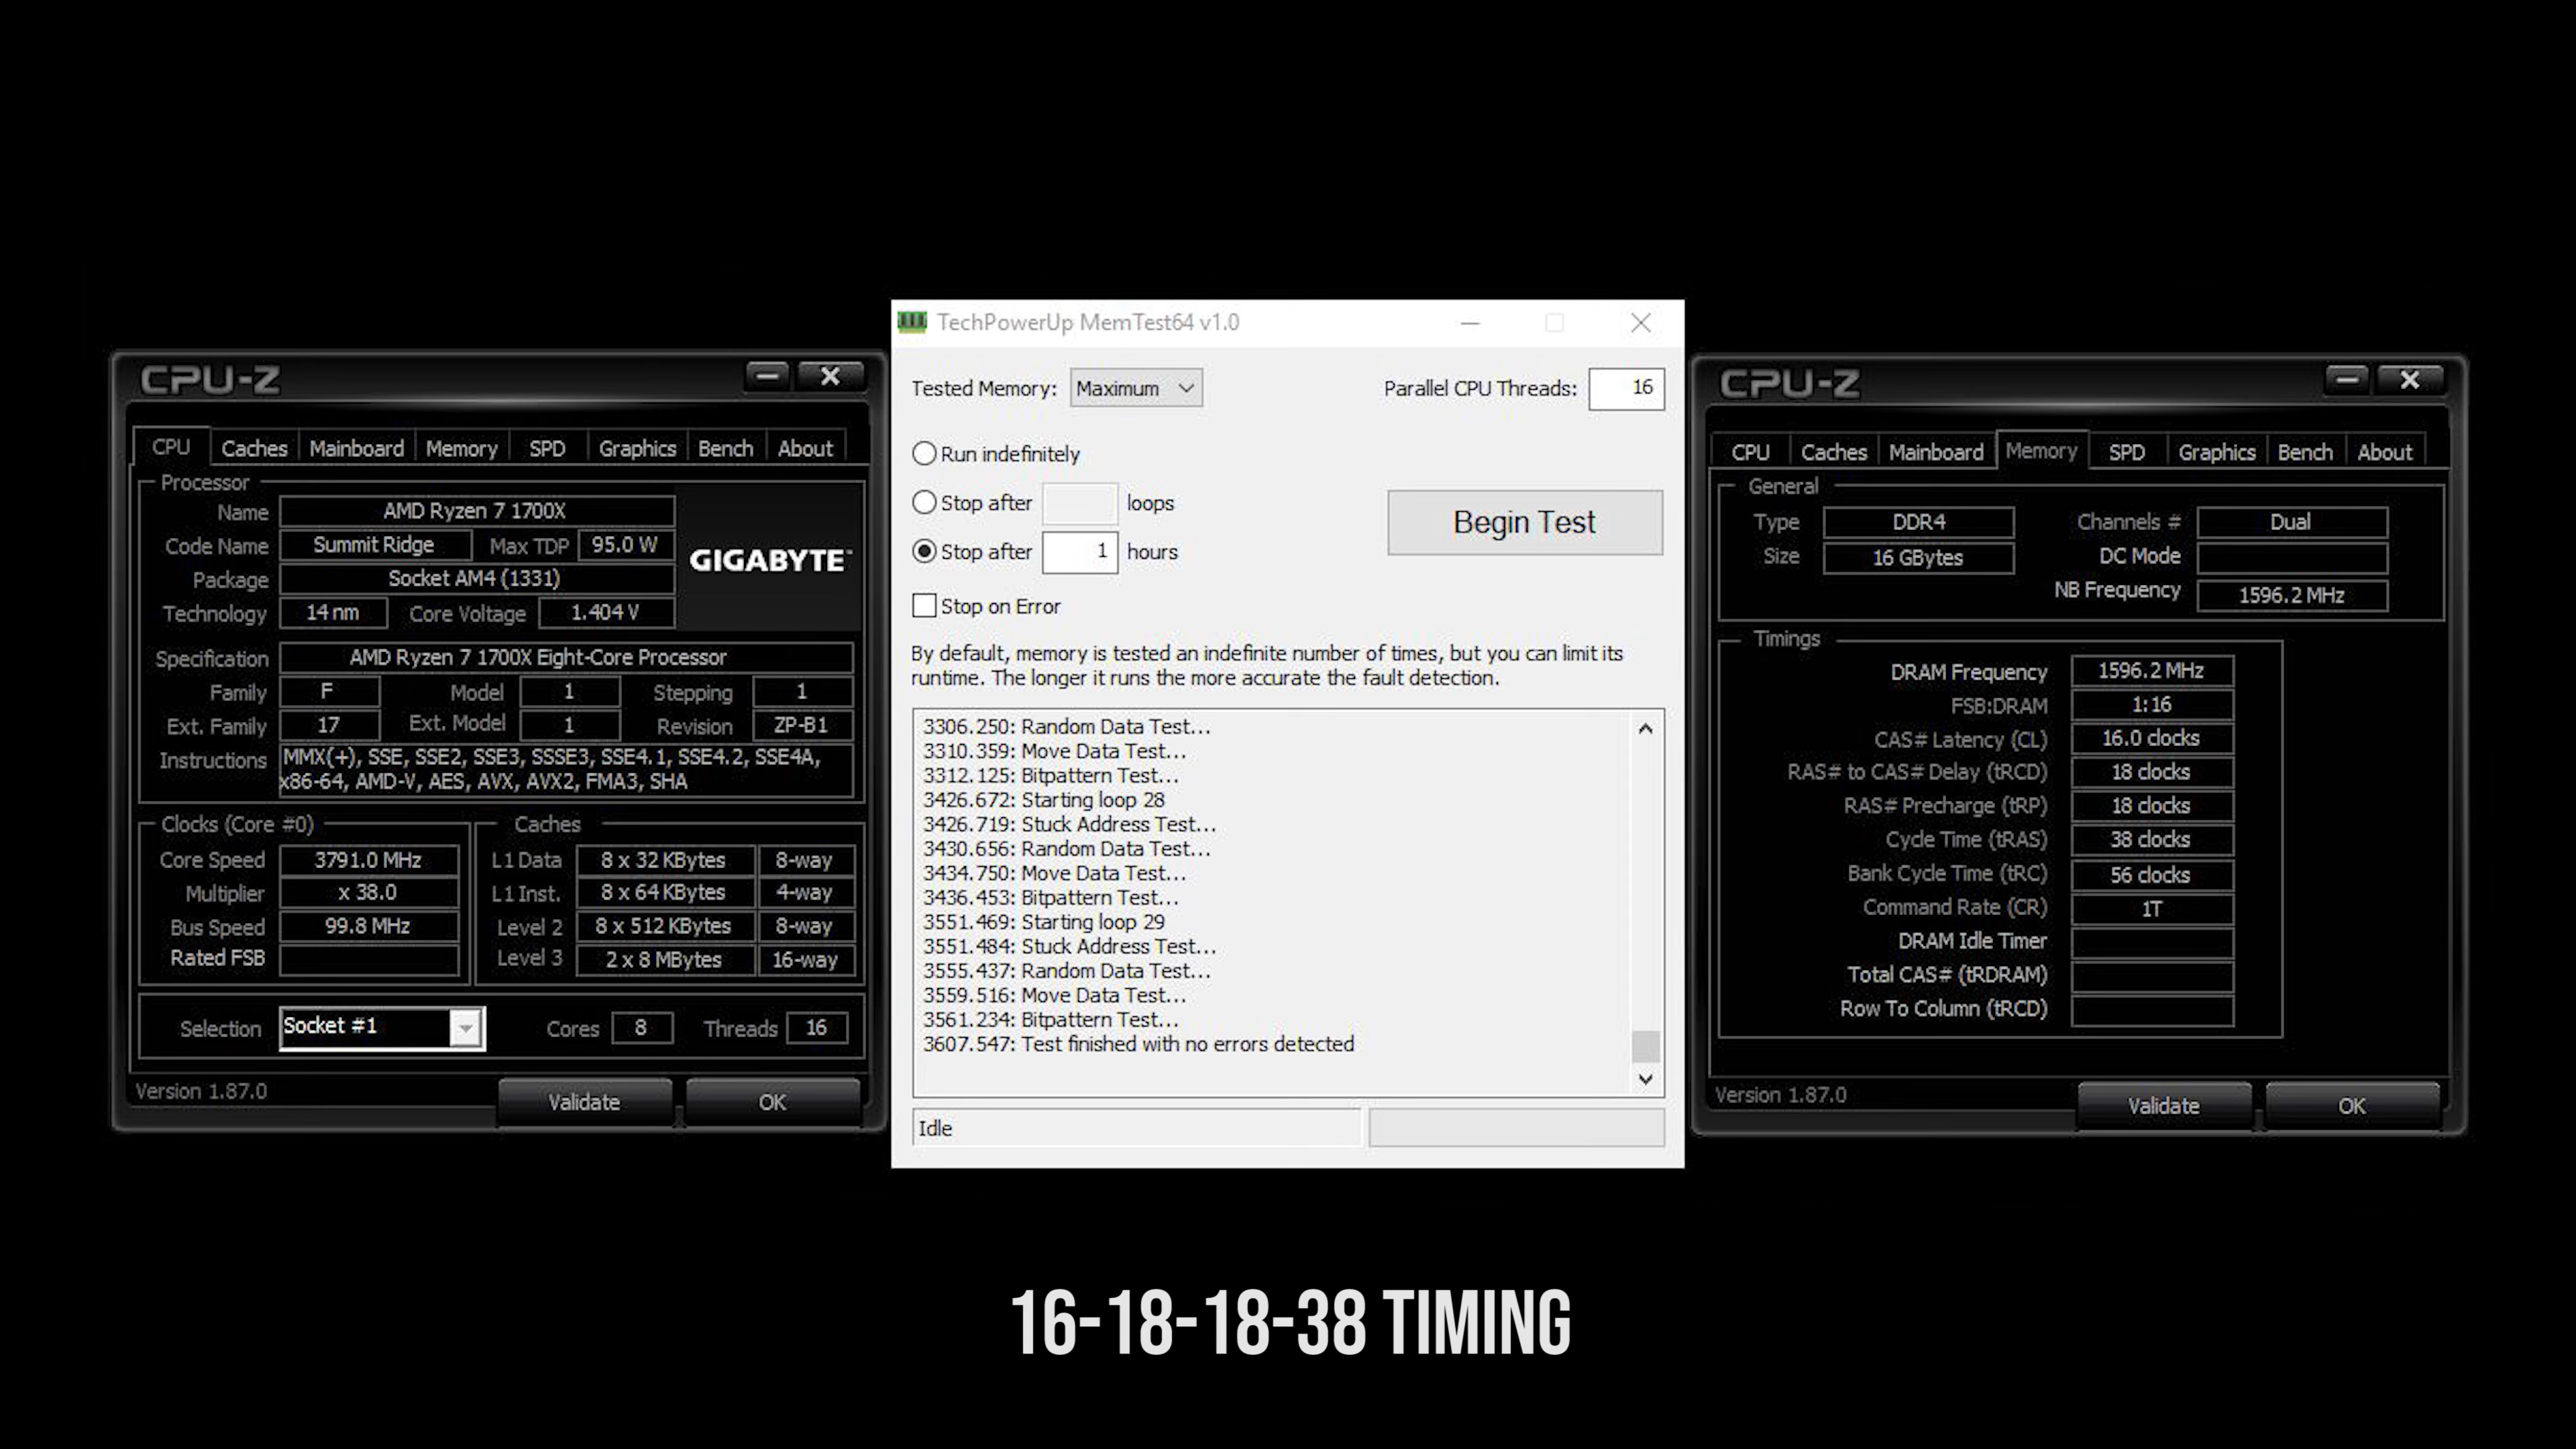 CPU-Z
CPU Caches Mainboard Memory SPD Graphics Bench About
Processor
Name AMD Ryzen 7 1700X
Code Name Summit Ridge Max TDP 95.0 W
GIGABYTE™
Package Socket AM4 (1331)
Technology 14 nm Core Voltage 1.404 V
Specification AMD Ryzen 7 1700X Eight-Core Processor
Family F Model 1 Stepping 1
Ext. Family 17 Ext. Model 1 Revision ZP-B1
Instructions MMX(+), SSE, SSE2, SSE3, SSSE3, SSE4.1, SSE4.2, SSE4A,
x86-64, AMD-V, AES, AVX, AVX2, FMA3, SHA
Clocks (Core #0)
Core Speed 3791.0 MHz
Multiplier x 38.0
Bus Speed 99.8 MHz
Rated FSB
Caches
L1 Data 8 x 32 KBytes 8-way
L1 Inst. 8 x 64 KBytes 4-way
Level 2 8 x 512 KBytes 8-way
Level 3 2 x 8 MBytes 16-way
Selection Socket #1 Cores 8 Threads 16
Version 1.87.0 Validate OK
TechPowerUp MemTest64 v1.0
Tested Memory: Maximum Parallel CPU Threads: 16
Run indefinitely
Stop after loops
Begin Test
Stop after 1 hours
Stop on Error
By default, memory is tested an indefinite number of times, but you can limit its
runtime. The longer it runs the more accurate the fault detection.
3306.250: Random Data Test...
3310.359: Move Data Test...
3312.125: Bitpattern Test...
3426.672: Starting loop 28
3426.719: Stuck Address Test...
3430.656: Random Data Test...
3434.750: Move Data Test...
3436.453: Bitpattern Test...
3551.469: Starting loop 29
3551.484: Stuck Address Test...
3555.437: Random Data Test...
3559.516: Move Data Test...
3561.234: Bitpattern Test...
3607.547: Test finished with no errors detected
Idle
CPU-Z
CPU Caches Mainboard Memory SPD Graphics Bench About
General
Type DDR4 Channels # Dual
Size 16 GBytes DC Mode
NB Frequency 1596.2 MHz
Timings
DRAM Frequency 1596.2 MHz
FSB:DRAM 1:16
CAS# Latency (CL) 16.0 clocks
RAS# to CAS# Delay (tRCD) 18 clocks
RAS# Precharge (tRP) 18 clocks
Cycle Time (tRAS) 38 clocks
Bank Cycle Time (tRC) 56 clocks
Command Rate (CR) 1T
DRAM Idle Timer
Total CAS# (tRDRAM)
Row To Column (tRCD)
Version 1.87.0 Validate OK
16-18-18-38 TIMING